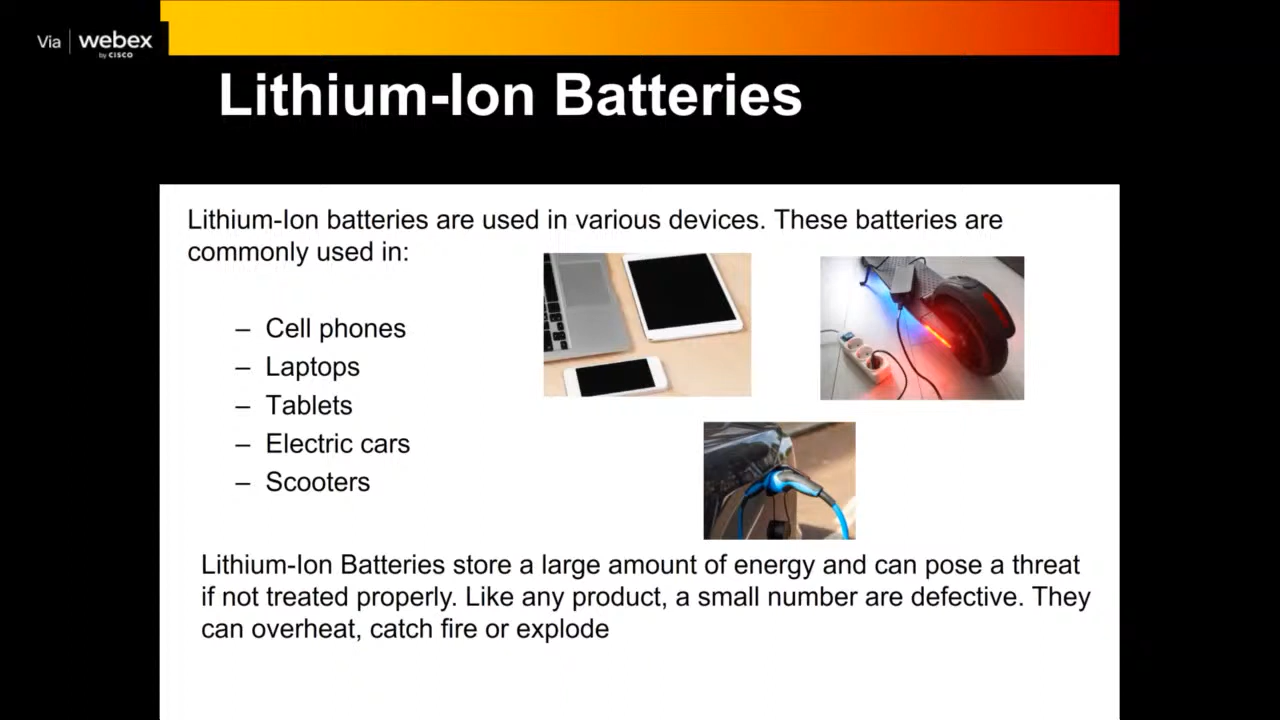 Via | webex
by CISCO
Lithium-Ion Batteries
Lithium-Ion batteries are used in various devices. These batteries are
commonly used in:
– Cell phones
– Laptops
– Tablets
– Electric cars
– Scooters
Lithium-Ion Batteries store a large amount of energy and can pose a threat
if not treated properly. Like any product, a small number are defective. They
can overheat, catch fire or explode